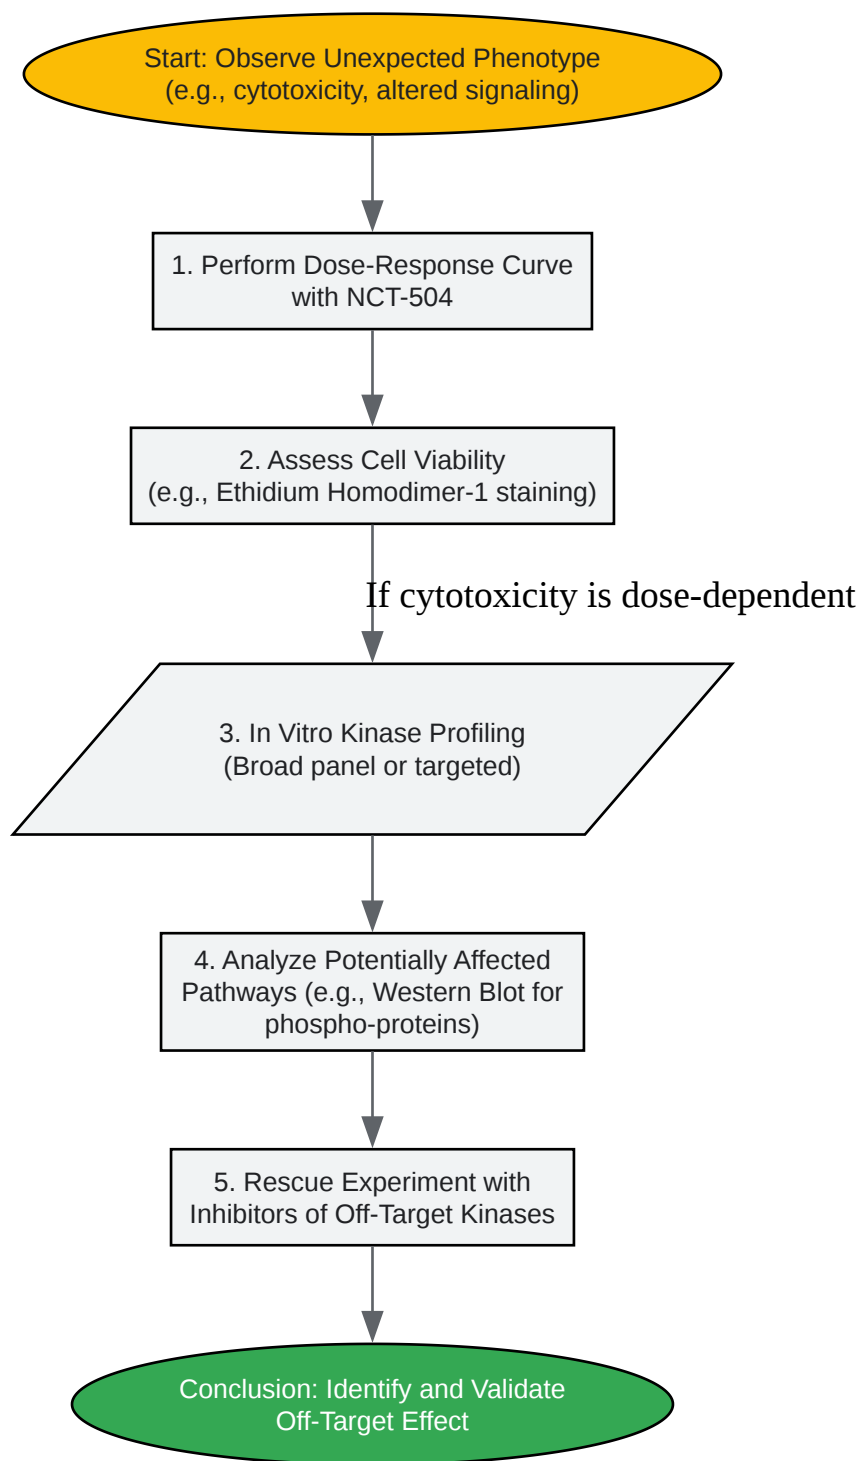 Start: Observe Unexpected Phenotype
(e.g., cytotoxicity, altered signaling)
1. Perform Dose-Response Curve
with NCT-504
2. Assess Cell Viability
(e.g., Ethidium Homodimer-1 staining)
If cytotoxicity is dose-dependent
3. In Vitro Kinase Profiling
(Broad panel or targeted)
4. Analyze Potentially Affected
Pathways (e.g., Western Blot for
phospho-proteins)
5. Rescue Experiment with
Inhibitors of Off-Target Kinases
Conclusion: Identify and Validate
Off-Target Effect